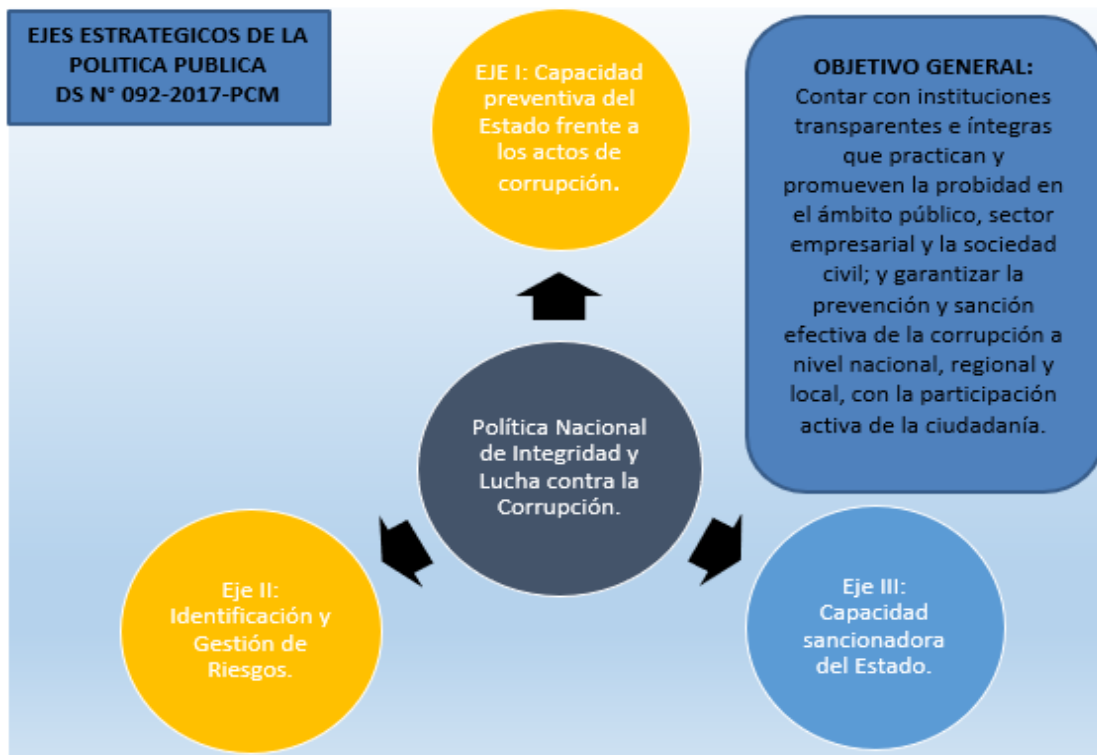 EJES ESTRATEGICOS DE LA
POLITICA PUBLICA
DS N° 092-2017-PCM
EJE I: Capacidad
preventiva del
Estado frente a
los actos de
corrupción.
OBJETIVO GENERAL:
Contar con instituciones
transparentes e íntegras
que practican y
promueven la probidad en
el ámbito público, sector
empresarial y la sociedad
civil; y garantizar la
prevención y sanción
efectiva de la corrupción a
nivel nacional, regional y
local, con la participación
activa de la ciudadanía.
Política Nacional
de Integridad y
Lucha contra la
Corrupción.
Eje II:
Identificación y
Gestión de
Riesgos.
Eje III:
Capacidad
sancionadora
del Estado.